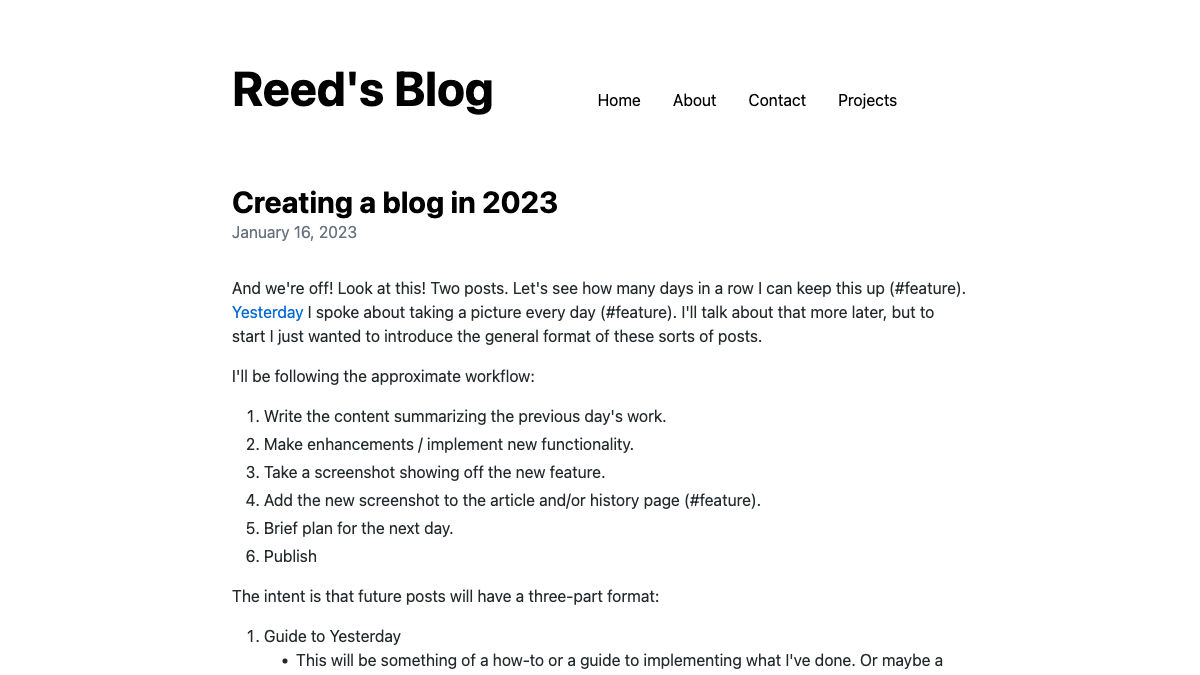 Reed's Blog
Home About Contact Projects
Creating a blog in 2023
January 16, 2023
And we're off! Look at this! Two posts. Let's see how many days in a row I can keep this up (#feature).
Yesterday I spoke about taking a picture every day (#feature). I'll talk about that more later, but to
start I just wanted to introduce the general format of these sorts of posts.
I'll be following the approximate workflow:
1. Write the content summarizing the previous day's work.
2. Make enhancements / implement new functionality.
3. Take a screenshot showing off the new feature.
4. Add the new screenshot to the article and/or history page (#feature).
5. Brief plan for the next day.
6. Publish
The intent is that future posts will have a three-part format:
1. Guide to Yesterday
• This will be something of a how-to or a guide to implementing what I've done. Or maybe a